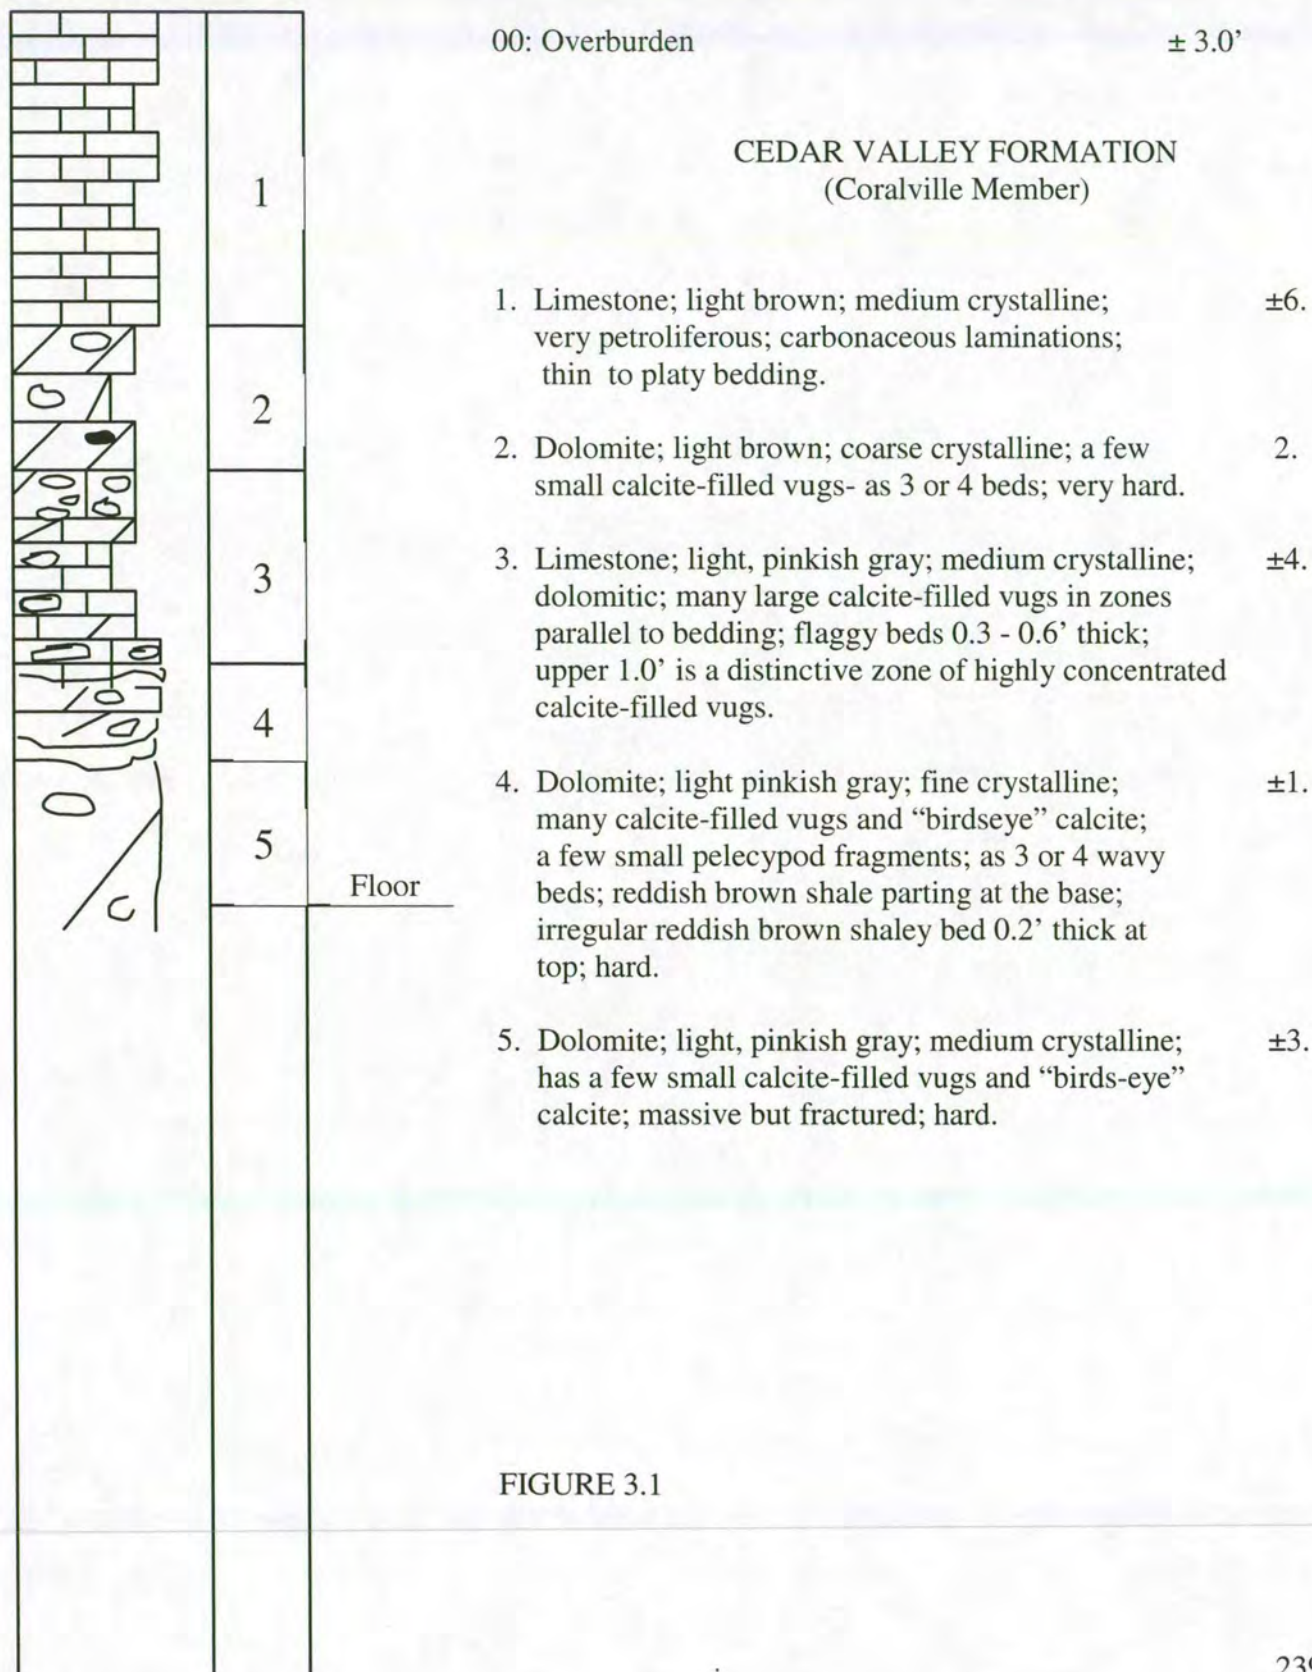 00: Overburden ± 3.0’
CEDAR VALLEY FORMATION
(Coralville Member)
1
2
3
4
5
Floor
1. Limestone; light brown; medium crystalline; ±6.
very petroliferous; carbonaceous laminations;
thin to platy bedding.
2. Dolomite; light brown; coarse crystalline; a few 2.
small calcite-filled vugs- as 3 or 4 beds; very hard.
3. Limestone; light, pinkish gray; medium crystalline; ±4.
dolomitic; many large calcite-filled vugs in zones
parallel to bedding; flaggy beds 0.3 - 0.6’ thick;
upper 1.0’ is a distinctive zone of highly concentrated
calcite-filled vugs.
4. Dolomite; light pinkish gray; fine crystalline; ±1.
many calcite-filled vugs and “birdseye” calcite;
a few small pelecypod fragments; as 3 or 4 wavy
beds; reddish brown shale parting at the base;
irregular reddish brown shaley bed 0.2’ thick at
top; hard.
5. Dolomite; light, pinkish gray; medium crystalline; ±3.
has a few small calcite-filled vugs and “birds-eye”
calcite; massive but fractured; hard.
FIGURE 3.1
239